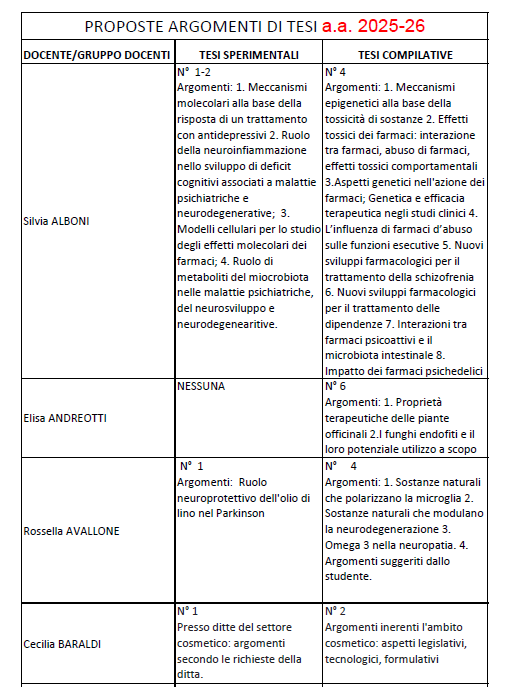 PROPOSTE ARGOMENTI DI TESI a.a. 2025-26
DOCENTE/GRUPPO DOCENTI
TESI SPERIMENTALI
TESI COMPILATIVE
Silvia ALBONI
N° 1-2
Argomenti: 1. Meccanismi
molecolari alla base della
risposta di un trattamento
con antidepressivi 2. Ruolo
della neuroinfiammazione
nello sviluppo di deficit
cognitivi associati a malattie
psichiatriche e
neurodegenerative; 3.
Modelli cellulari per lo studio
degli effetti molecolari dei
farmaci; 4. Ruolo di
metaboliti del miocrobiota
nelle malattie psichiatriche,
del neurosviluppo e
neurodegenearitive.
N° 4
Argomenti: 1. Meccanismi
epigenetici alla base della
tossicità di sostanze 2. Effetti
tossici dei farmaci: interazione
tra farmaci, abuso di farmaci,
effetti tossici comportamentali
3.Aspetti genetici nell'azione dei
farmaci; Genetica e efficacia
terapeutica negli studi clinici 4.
L'influenza di farmaci d'abuso
sulle funzioni esecutive 5. Nuovi
sviluppi farmacologici per il
trattamento della schizofrenia
6. Nuovi sviluppi farmacologici
per il trattamento delle
dipendenze 7. Interazioni tra
farmaci psicoattivi e il
microbiota intestinale 8.
Impatto dei farmaci psichedelici
Elisa ANDREOTTI
NESSUNA
N° 6
Argomenti: 1. Proprietà
terapeutiche delle piante
officinali 2.I funghi endofiti e il
loro potenziale utilizzo a scopo
Rossella AVALLONE
N° 1
Argomenti: Ruolo
neuroprotettivo dell'olio di
lino nel Parkinson
N° 4
Argomenti: 1. Sostanze naturali
che polarizzano la microglia 2.
Sostanze naturali che modulano
la neurodegenerazione 3.
Omega 3 nella neuropatia. 4.
Argomenti suggeriti dallo
studente.
Cecilia BARALDI
N° 1
Presso ditte del settore
cosmetico: argomenti
secondo le richieste della
ditta.
N° 2
Argomenti inerenti l'ambito
cosmetico: aspetti legislativi,
tecnologici, formulativi